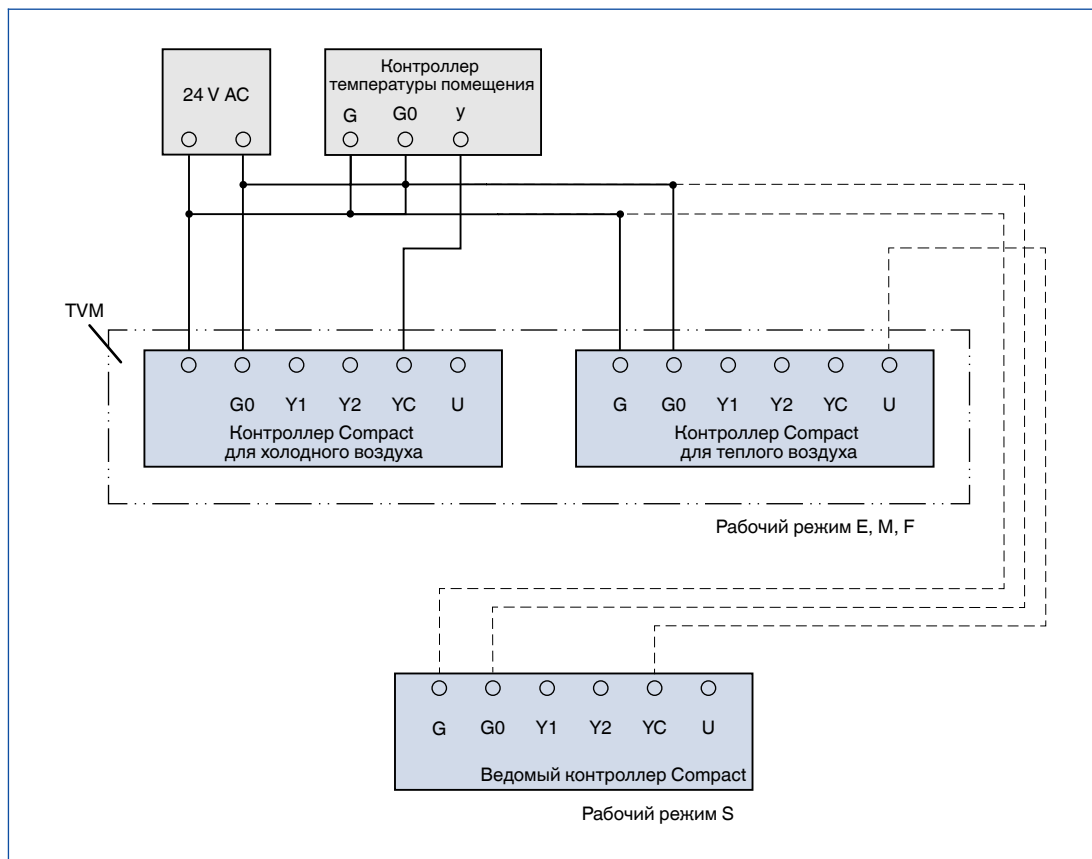 24 V AC
Контроллер
температуры помещения
G G0 y
TVM
G0 Y1 Y2 YC U
Контроллер Compact
для холодного воздуха
G G0 Y1 Y2 YC U
Контроллер Compact
для теплого воздуха
Рабочий режим E, M, F
G G0 Y1 Y2 YC U
Ведомый контроллер Compact
Рабочий режим S